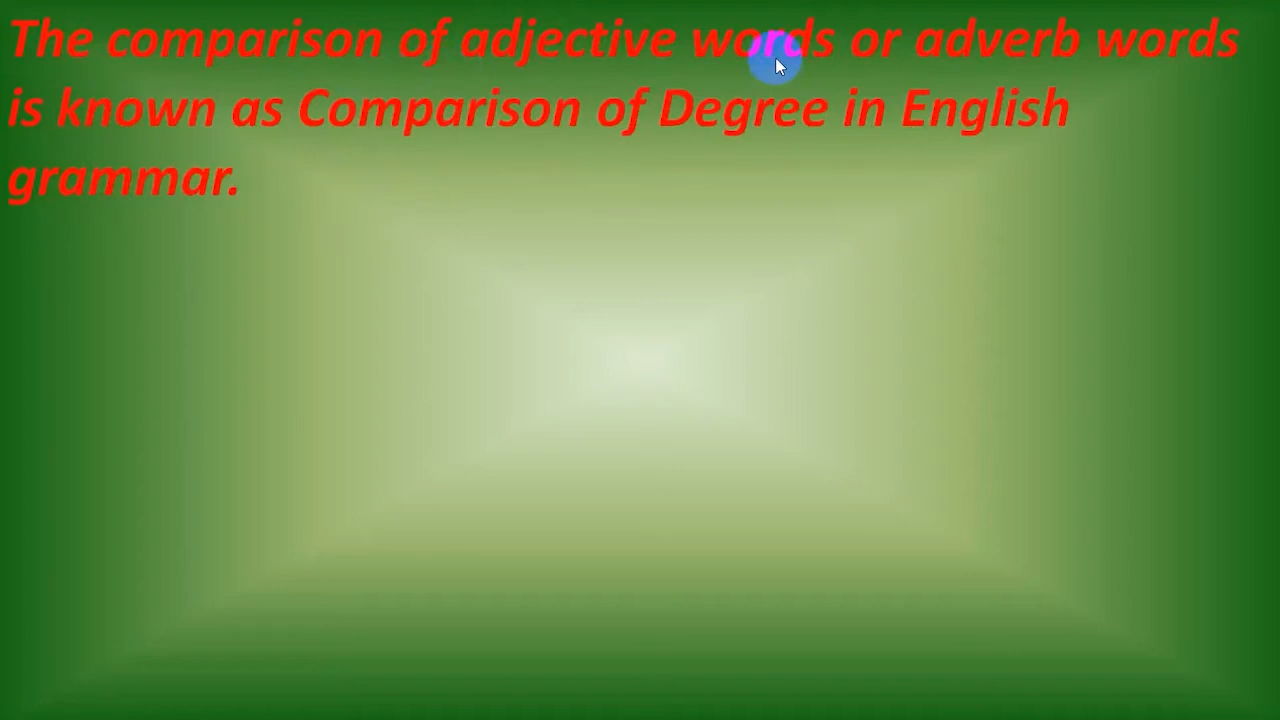 The comparison of adjective words or adverb words
is known as Comparison of Degree in English
grammar.